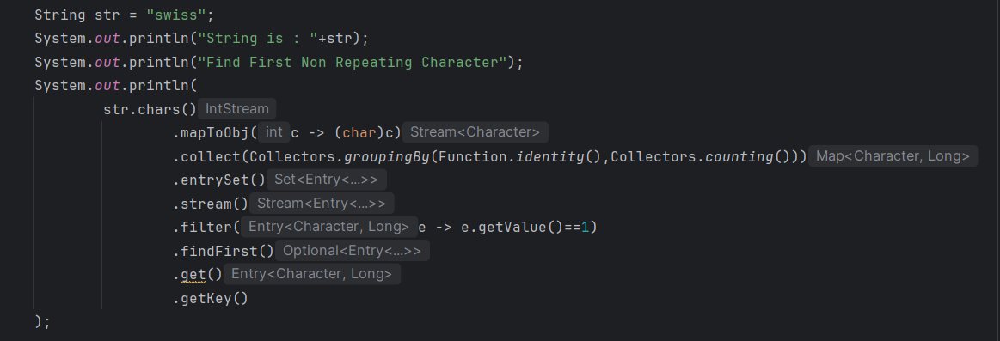 String str = "swiss";
System.out.println("String is : "+str);
System.out.println("Find First Non Repeating Character");
System.out.println(
str.chars() IntStream
.mapToObj( int c -> (char)c) Stream<Character>
.collect(Collectors.groupingBy(Function.identity(),Collectors.counting())) Map<Character, Long>
.entrySet() Set<Entry<...>>
.stream() Stream<Entry<...>>
.filter( Entry<Character, Long> e -> e.getValue()==1)
.findFirst() Optional<Entry<...>>
.get() Entry<Character, Long>
.getKey()
);